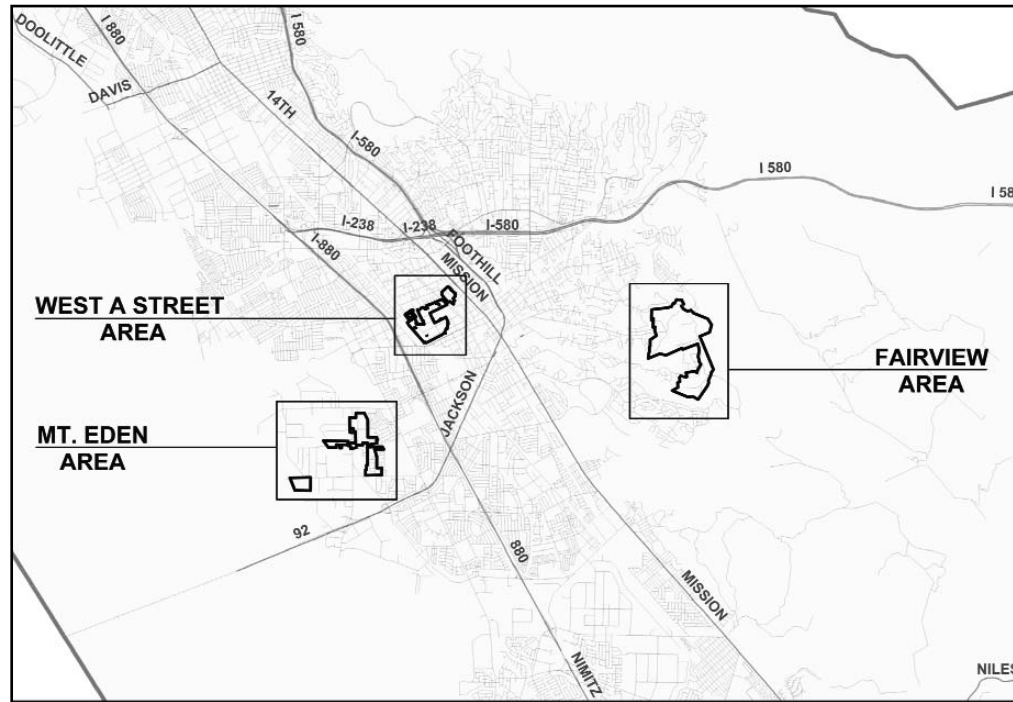 I 880
I 580
DOOLITTLE
DAVIS
14TH
I-580
I 580
I 58
I-238
I-238
I-580
I-880
FOOTHILL
MISSION
WEST A STREET
AREA
FAIRVIEW
AREA
JACKSON
MT. EDEN
AREA
92
880
MISSION
NIMITZ
NILES